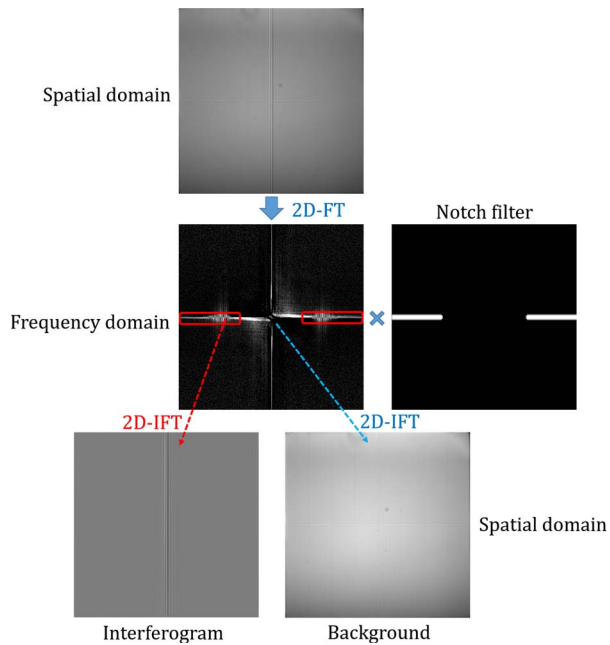 Spatial domain
2D-FT
Notch filter
Frequency domain
2D-IFT
2D-IFT
Spatial domain
Interferogram
Background